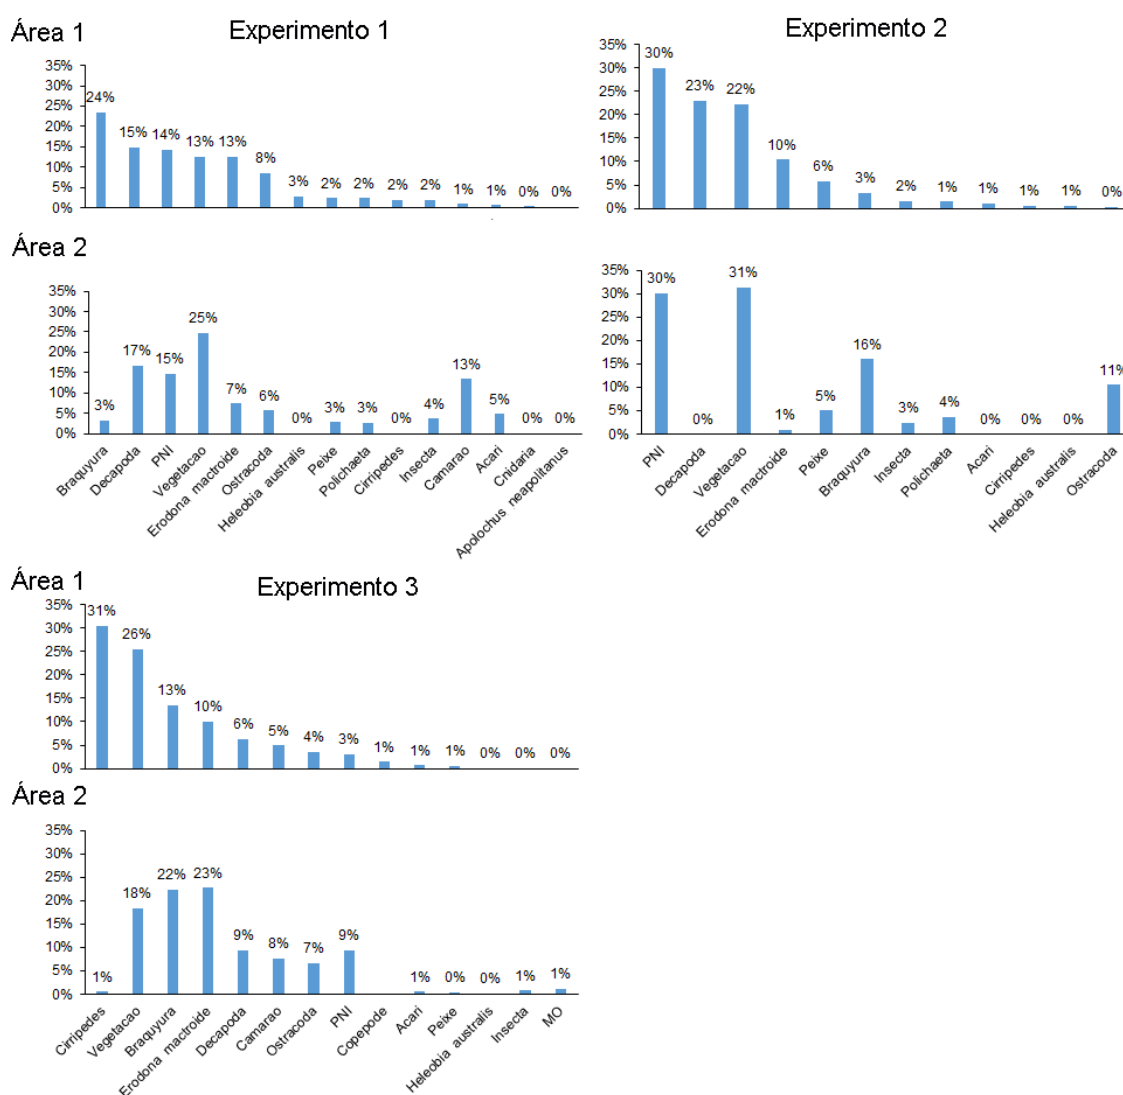 Área 1
Experimento 1
35%
30%
25%
20%
15%
10%
5%
0%
24%
15%
14%
13%
13%
8%
3%
2%
2%
2%
2%
1%
1%
0%
0%
Experimento 2
35%
30%
25%
20%
15%
10%
5%
0%
30%
23%
22%
10%
6%
3%
2%
1%
1%
1%
1%
0%
Área 2
35%
30%
25%
20%
15%
10%
5%
0%
3%
17%
15%
25%
7%
6%
0%
3%
3%
0%
4%
13%
5%
0%
0%
Braquyura
Decapoda
PNI
Vegetacao
Erodona mactroide
Ostracoda
Heleobia australis
Peixe
Polichaeta
Cirripedes
Insecta
Camarao
Acari
Cnidaria
Apolochus neapolitanus
35%
30%
25%
20%
15%
10%
5%
0%
30%
0%
31%
1%
5%
16%
3%
4%
0%
0%
0%
11%
PNI
Decapoda
Vegetacao
Erodona mactroide
Peixe
Braquyura
Insecta
Polichaeta
Acari
Cirripedes
Heleobia australis
Ostracoda
Área 1
Experimento 3
35%
30%
25%
20%
15%
10%
5%
0%
31%
26%
13%
10%
6%
5%
4%
3%
1%
1%
1%
0%
0%
0%
Área 2
35%
30%
25%
20%
15%
10%
5%
0%
1%
18%
22%
23%
9%
8%
7%
9%
1%
0%
0%
1%
1%
Cirripedes
Vegetacao
Braquyura
Erodona mactroide
Decapoda
Camarao
Ostracoda
PNI
Copepode
Acari
Peixe
Heleobia australis
Insecta
MO